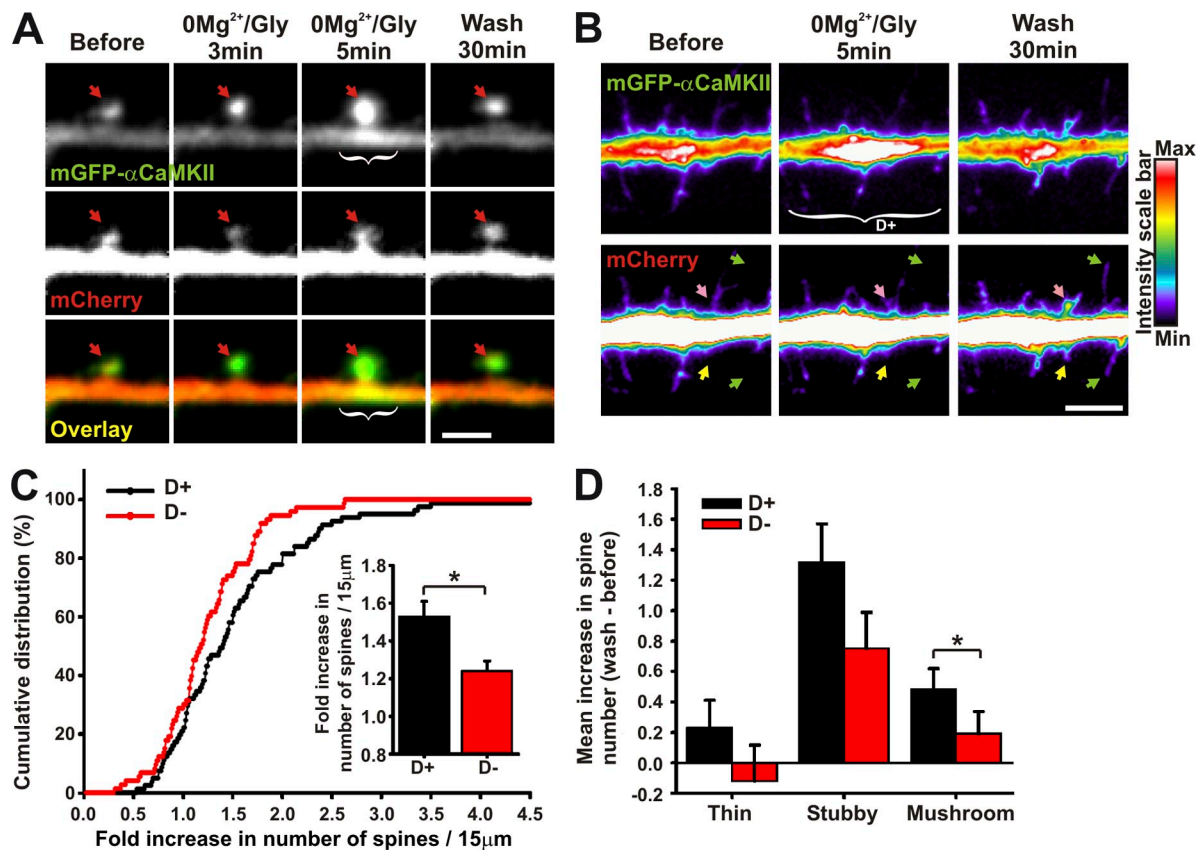 A
Before
0Mg²⁺/Gly
3min
0Mg²⁺/Gly
5min
Wash
30min
mGFP-αCaMKII
mCherry
Overlay
B
Before
0Mg²⁺/Gly
5min
Wash
30min
mGFP-αCaMKII
D+
mCherry
Max
Intensity scale bar
Min
C
D+
D-
Cumulative distribution (%)
100
80
60
40
20
0
0.0 0.5 1.0 1.5 2.0 2.5 3.0 3.5 4.0 4.5
Fold increase in number of spines / 15μm
Fold increase in
number of spines / 15μm
1.8
1.6
1.4
1.2
1.0
0.8
*
D+ D-
D
D+
D-
Mean increase in spine
number (wash - before)
1.8
1.6
1.4
1.2
1.0
0.8
0.6
0.4
0.2
0.0
-0.2
*
Thin Stubby Mushroom